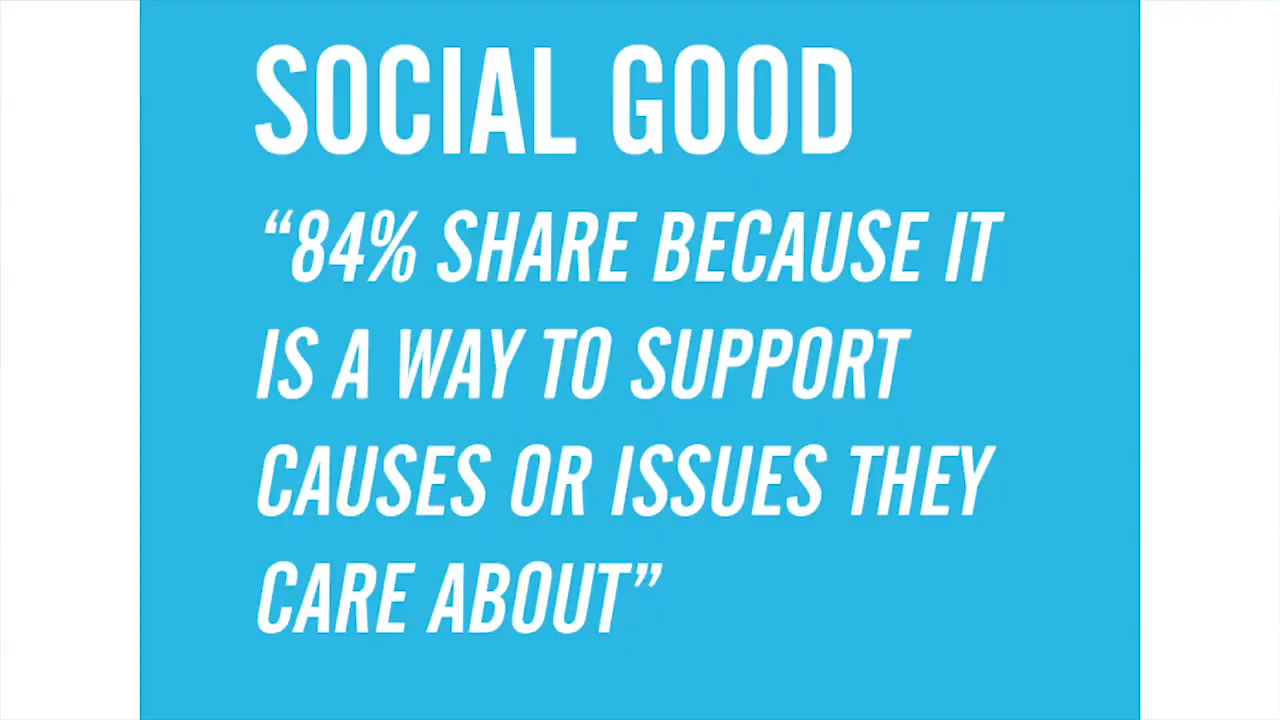 SOCIAL GOOD
“84% SHARE BECAUSE IT
IS A WAY TO SUPPORT
CAUSES OR ISSUES THEY
CARE ABOUT”